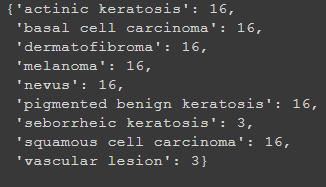 {'actinic keratosis': 16,
'basal cell carcinoma': 16,
'dermatofibroma': 16,
'melanoma': 16,
'nevus': 16,
'pigmented benign keratosis': 16,
'seborrheic keratosis': 3,
'squamous cell carcinoma': 16,
'vascular lesion': 3}